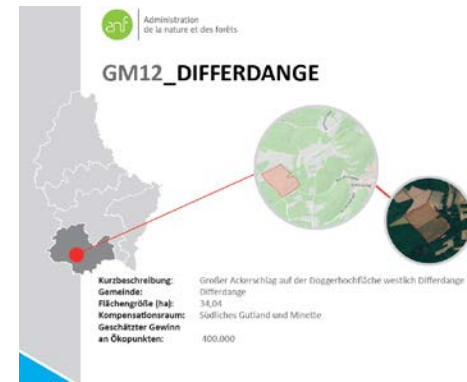 anf
Administration
de la nature et des forêts
GM12_DIFFERDANGE
Kurzbeschreibung: Großer Ackerschlag auf der Doggerhochfläche westlich Differdange
Gemeinde: Differdange
Flächengröße (ha): 34,04
Kompensationsraum: Südliches Gutland und Minette
Geschätzter Gewinn
an Ökopunkten: 400.000